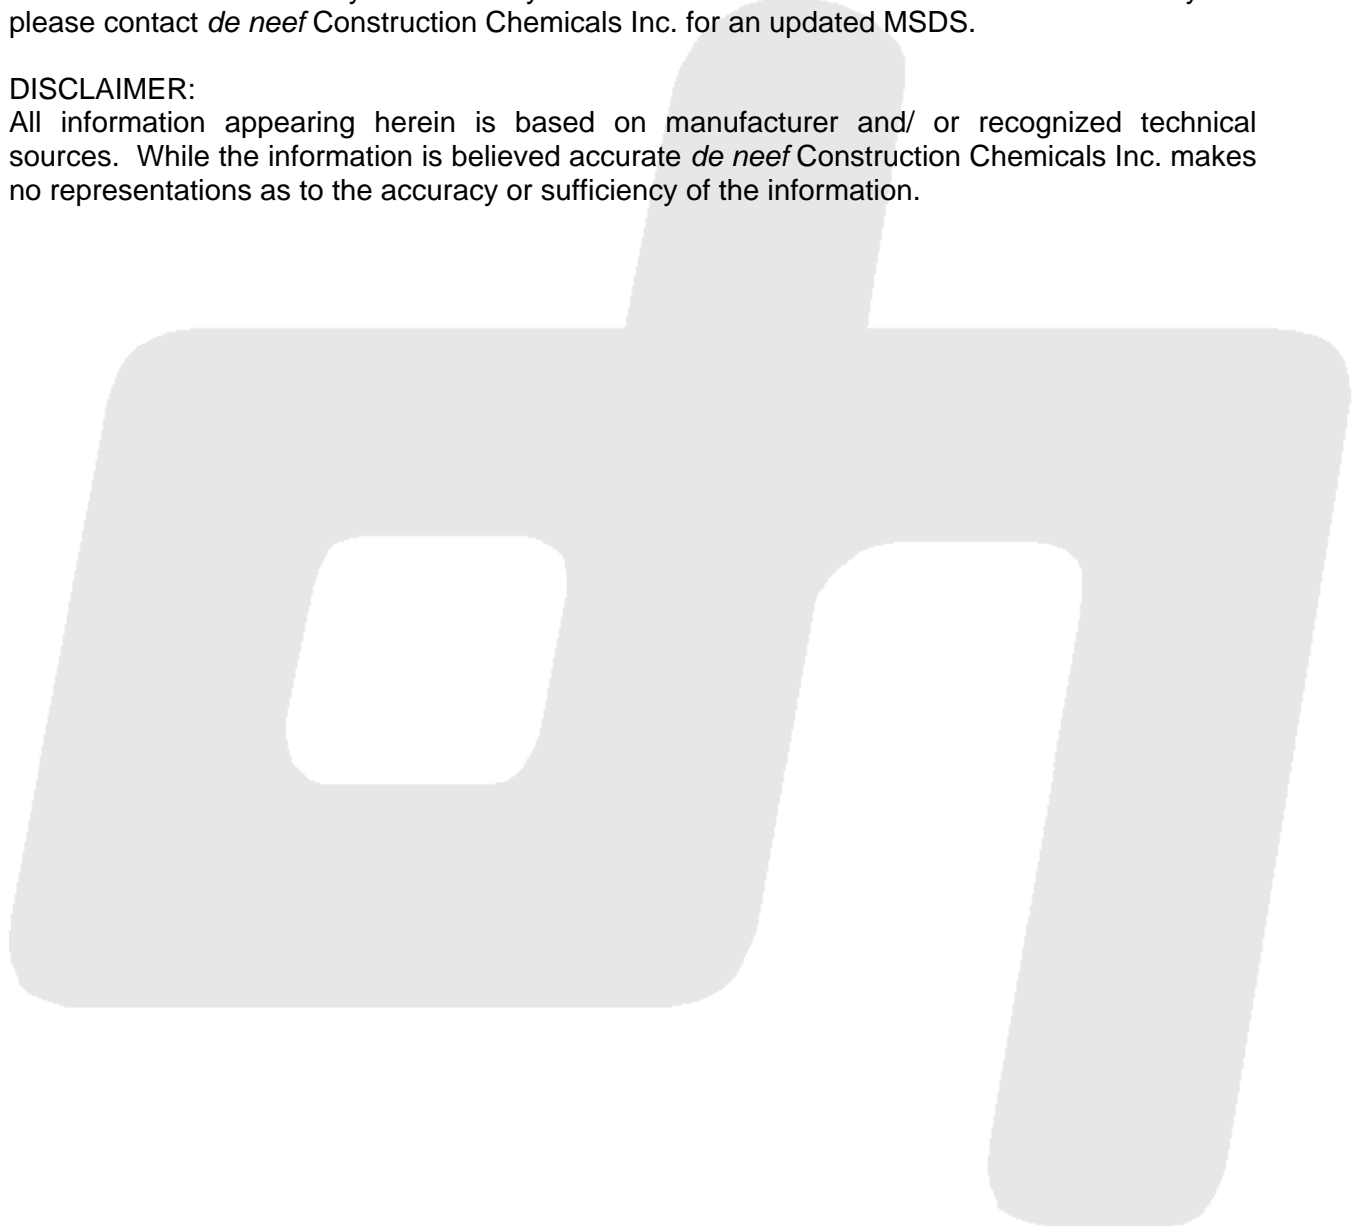 please contact de neef Construction Chemicals Inc. for an updated MSDS.
DISCLAIMER:
All information appearing herein is based on manufacturer and/ or recognized technical
sources. While the information is believed accurate de neef Construction Chemicals Inc. makes
no representations as to the accuracy or sufficiency of the information.